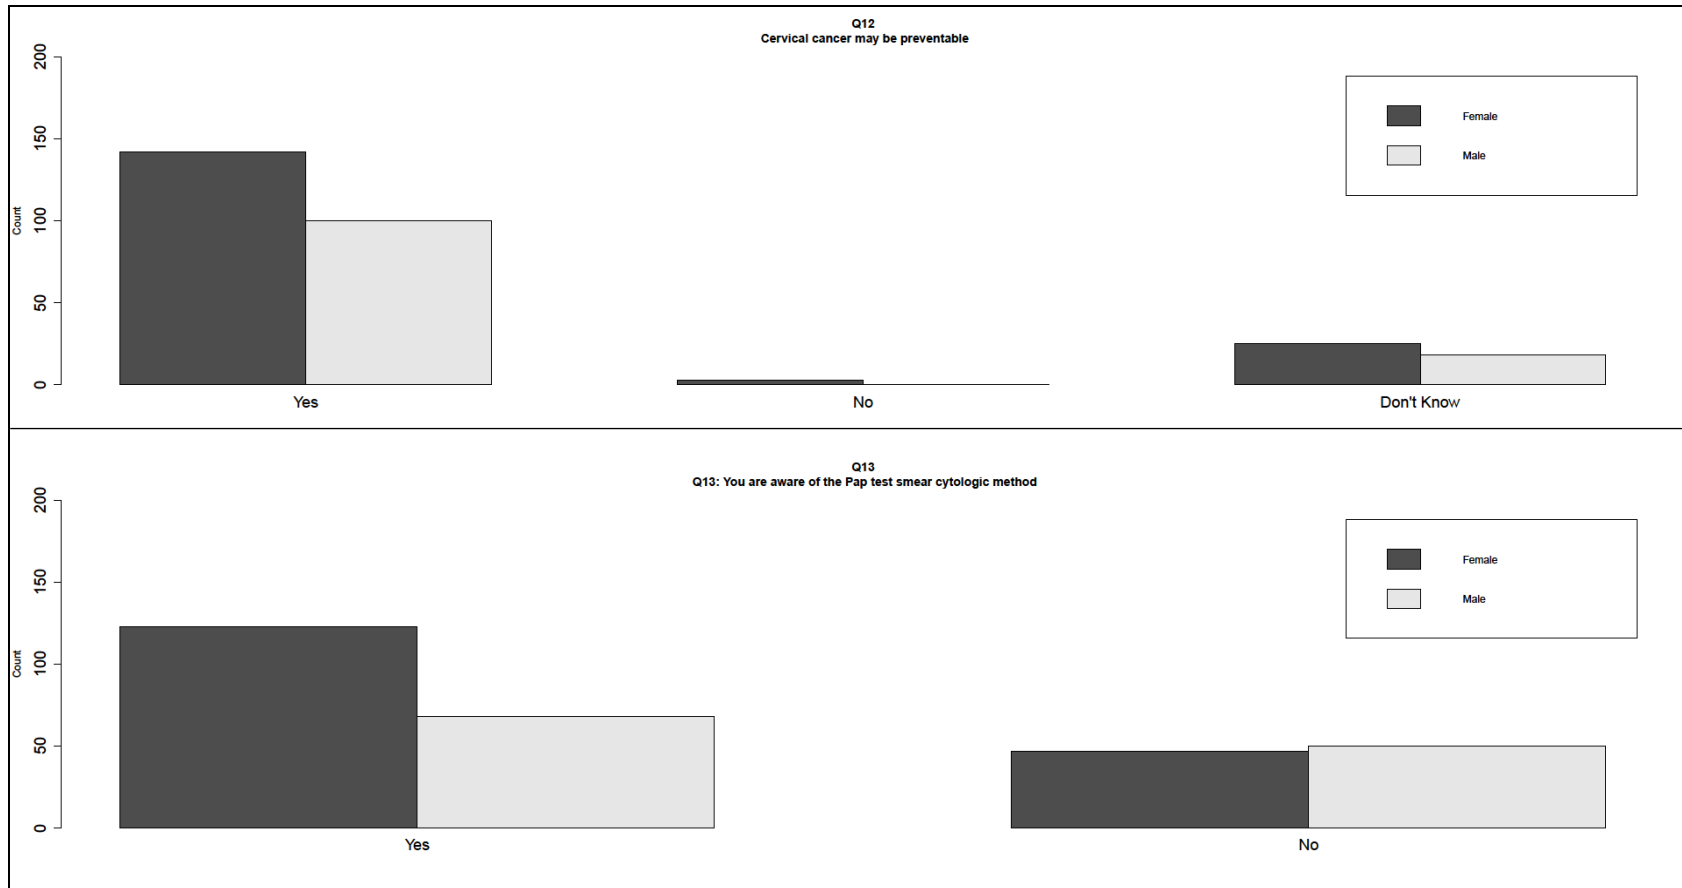 Q12
Cervical cancer may be preventable
200
150
100
50
0
Count
Female
Male
Yes
No
Don't Know
Q13
Q13: You are aware of the Pap test smear cytologic method
200
150
100
50
0
Count
Female
Male
Yes
No